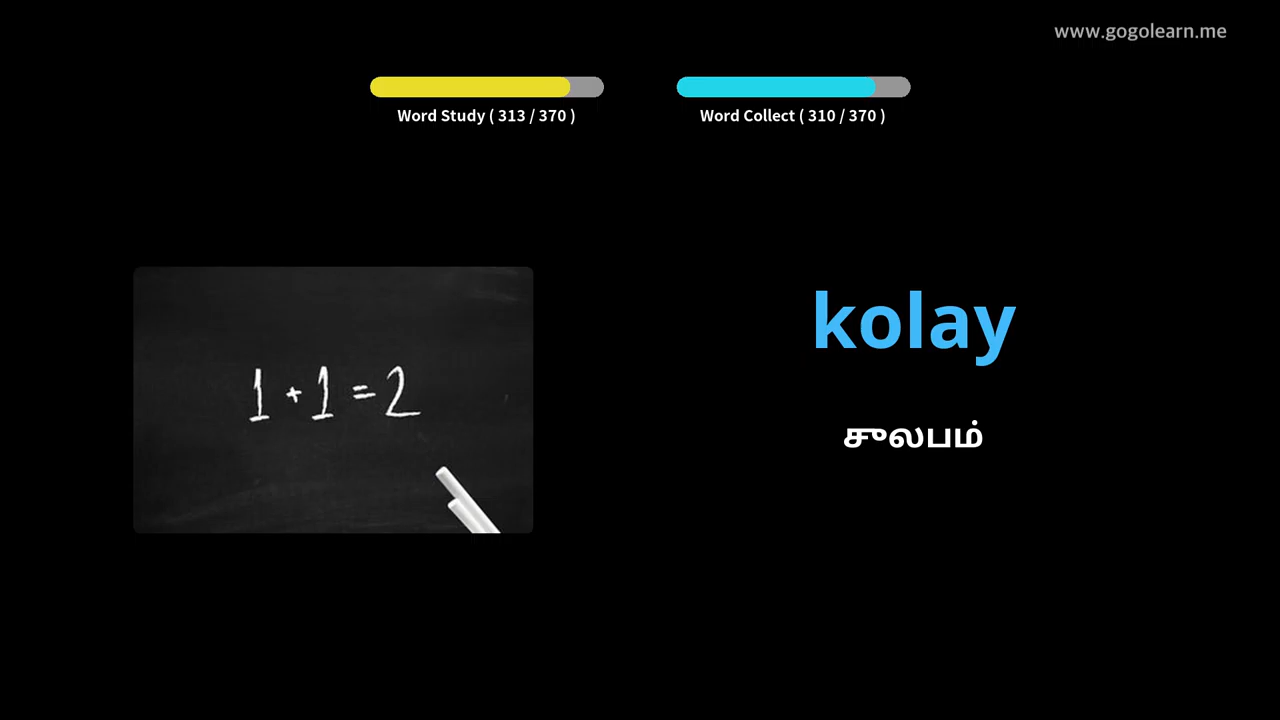 www.gogolearn.me
Word Study ( 313 / 370 )
Word Collect ( 310 / 370 )
1 + 1 = 2
kolay
சுலபம்